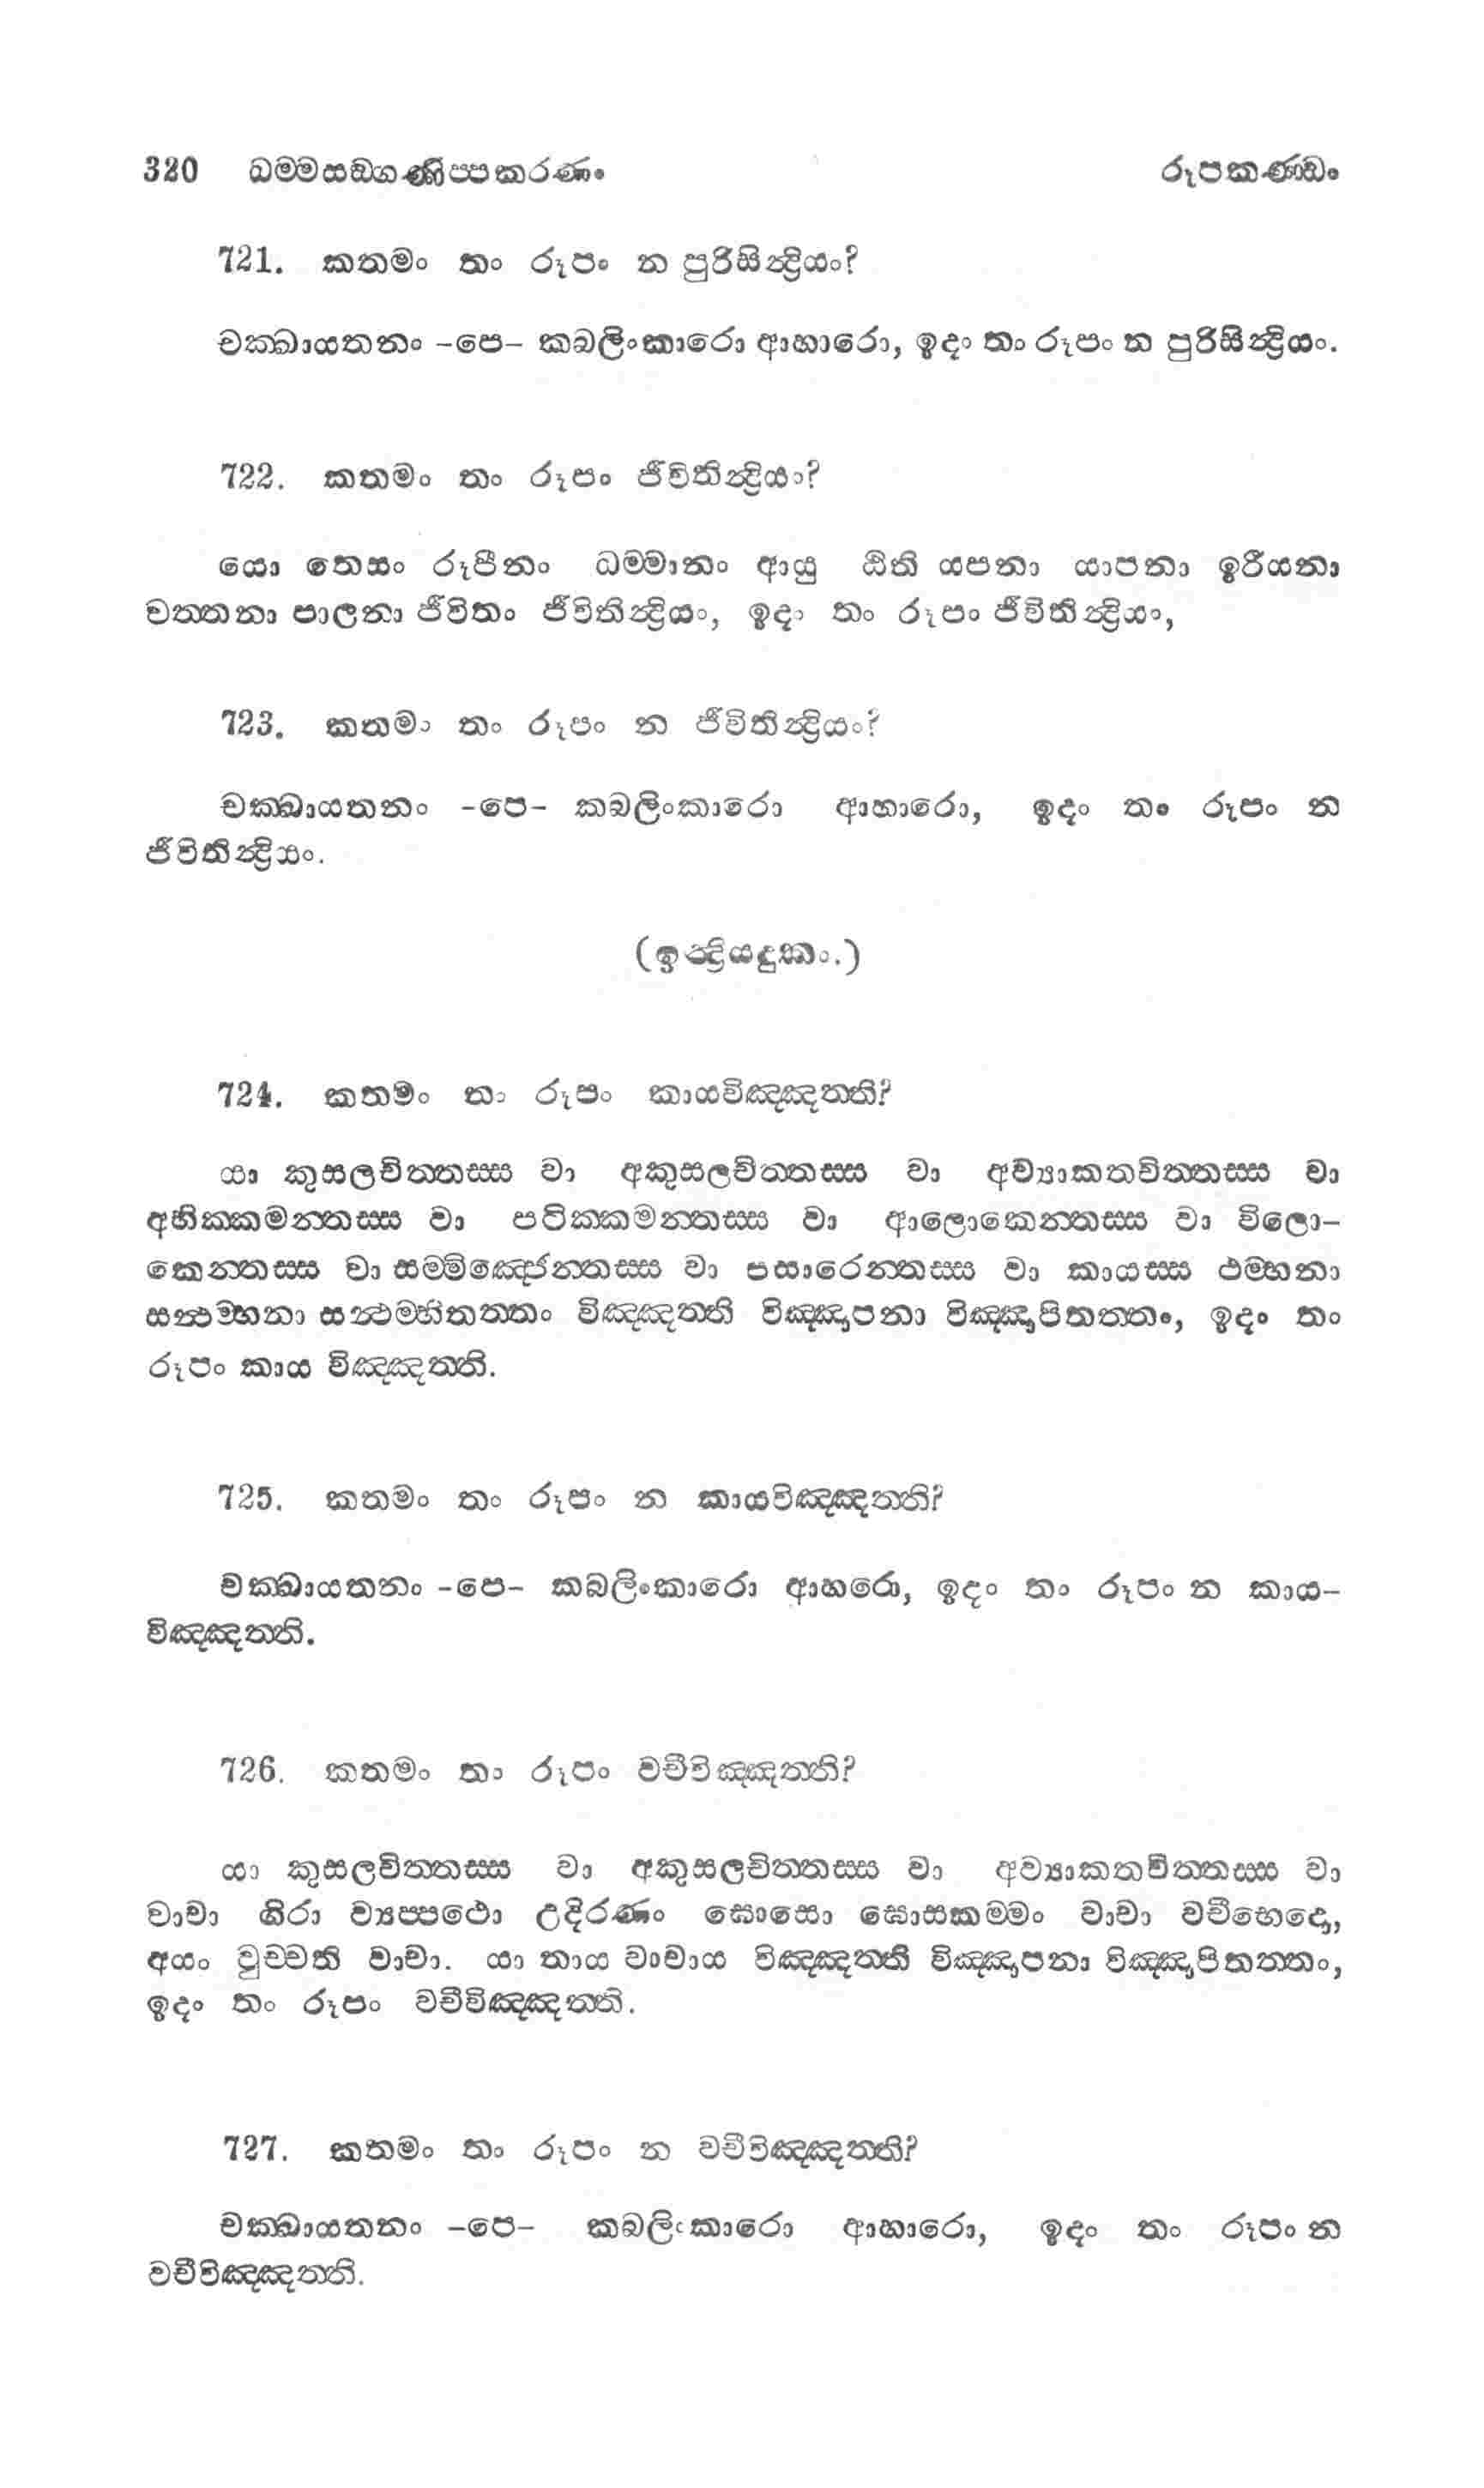 320 ධම්මසඞ්ගණිප්පකරණං රූපකණ්ඩං
721. කතමං තං රූපං න පුරිසින්ද්‍රියං?
චක්ඛායතනං -පෙ- කබලිංකාරො ආහාරො, ඉදං තං රූපං න පුරිසින්ද්‍රියං.
722. කතමං තං රූපං ජීවිතින්ද්‍රියං?
යො තෙසං රූපීනං ධම්මානං ආයු ඨිති යපනා යාපනා ඉරීයනා
වත්තනා පාලනා ජීවිතං ජීවිතින්ද්‍රියං, ඉදං තං රූපං ජීවිතින්ද්‍රියං,
723. කතමං තං රූපං න ජීවිතින්ද්‍රියං?
චක්ඛායතනං -පෙ- කබලිංකාරො ආහාරො, ඉදං තං රූපං න
ජීවිතින්ද්‍රියං.
(ඉන්ද්‍රියදුකං.)
724. කතමං තං රූපං කායවිඤ්ඤත්ති?
යා කුසලචිත්තස්ස වා අකුසලචිත්තස්ස වා අව්‍යාකතචිත්තස්ස වා
අභික්කමන්තස්ස වා පටික්කමන්තස්ස වා ආලොකෙන්තස්ස වා විලො-
කෙන්තස්ස වා සම්මිඤ්ජෙන්තස්ස වා පසාරෙන්තස්ස වා කායස්ස ථම්භනා
සන්ථම්භනා සන්ථම්භිතත්තං විඤ්ඤත්ති විඤ්ඤාපනා විඤ්ඤාපිතත්තං, ඉදං තං
රූපං කාය විඤ්ඤත්ති.
725. කතමං තං රූපං න කායවිඤ්ඤත්ති?
චක්ඛායතනං -පෙ- කබලිංකාරො ආහරො, ඉදං තං රූපං න කාය-
විඤ්ඤත්ති.
726. කතමං තං රූපං වචීවිඤ්ඤත්ති?
යා කුසලචිත්තස්ස වා අකුසලචිත්තස්ස වා අව්‍යාකතචිත්තස්ස වා
වාචා ගිරා ව්‍යප්පථො උදිරණං ඝොසො ඝොසකම්මං වාචා වචීභෙදො,
අයං වුච්චති වාචා. යා තාය වාචාය විඤ්ඤත්ති විඤ්ඤාපනා විඤ්ඤාපිතත්තං,
ඉදං තං රූපං වචීවිඤ්ඤත්ති.
727. කතමං තං රූපං න වචීවිඤ්ඤත්ති?
චක්ඛායතනං -පෙ- කබලිංකාරො ආහාරො, ඉදං තං රූපං න
වචීවිඤ්ඤත්ති.